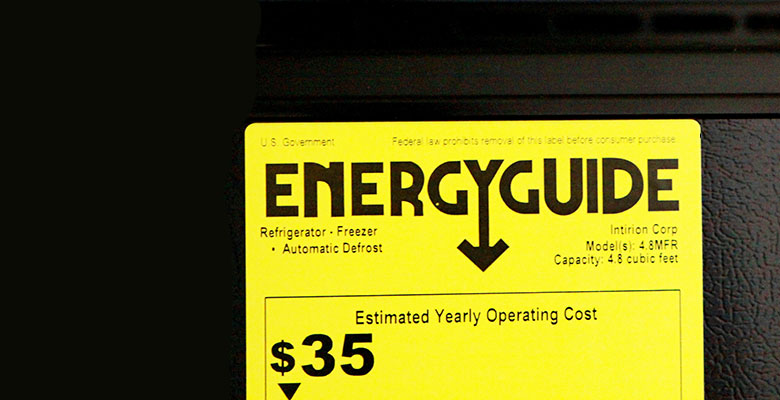 U.S. Government Federal law prohibits removal of this label before consumer purchase.
ENERGYGUIDE
Refrigerator - Freezer
• Automatic Defrost
Intirion Corp
Model(s): 4.8MFR
Capacity: 4.8 cubic feet
Estimated Yearly Operating Cost
$35